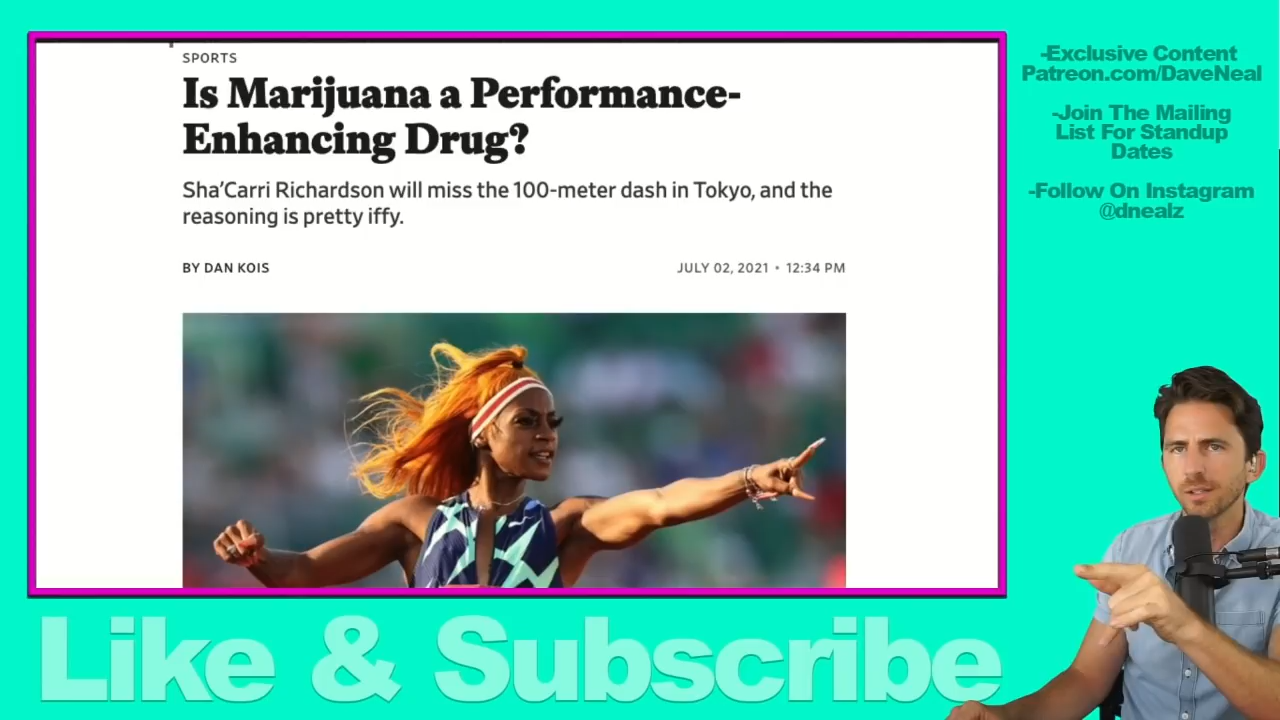 SPORTS
Is Marijuana a Performance-
Enhancing Drug?
Sha’Carri Richardson will miss the 100-meter dash in Tokyo, and the
reasoning is pretty iffy.
BY DAN KOIS
JULY 02, 2021 • 12:34 PM
-Exclusive Content
Patreon.com/DaveNeal
-Join The Mailing
List For Standup
Dates
-Follow On Instagram
@dnealz
Like & Subscribe